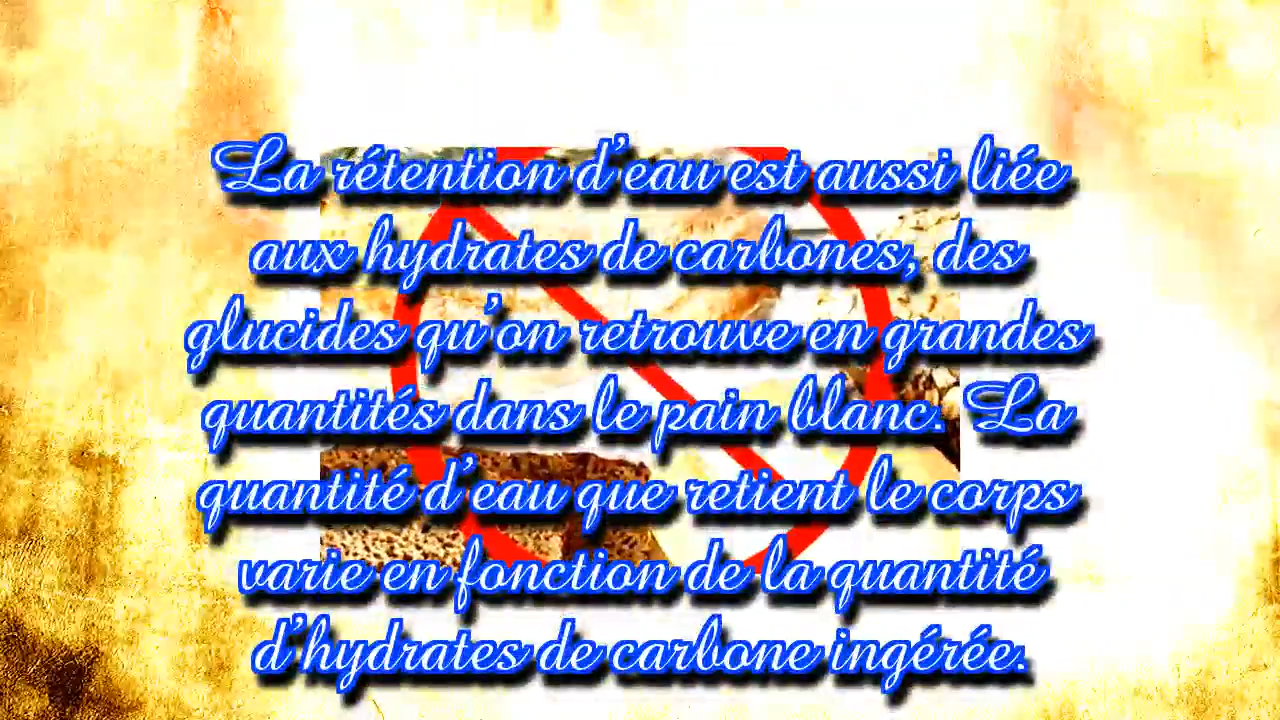 La rétention d'eau est aussi liée
aux hydrates de carbones, des
glucides qu'on retrouve en grandes
quantités dans le pain blanc. La
quantité d'eau que retient le corps
varie en fonction de la quantité
d'hydrates de carbone ingérée.